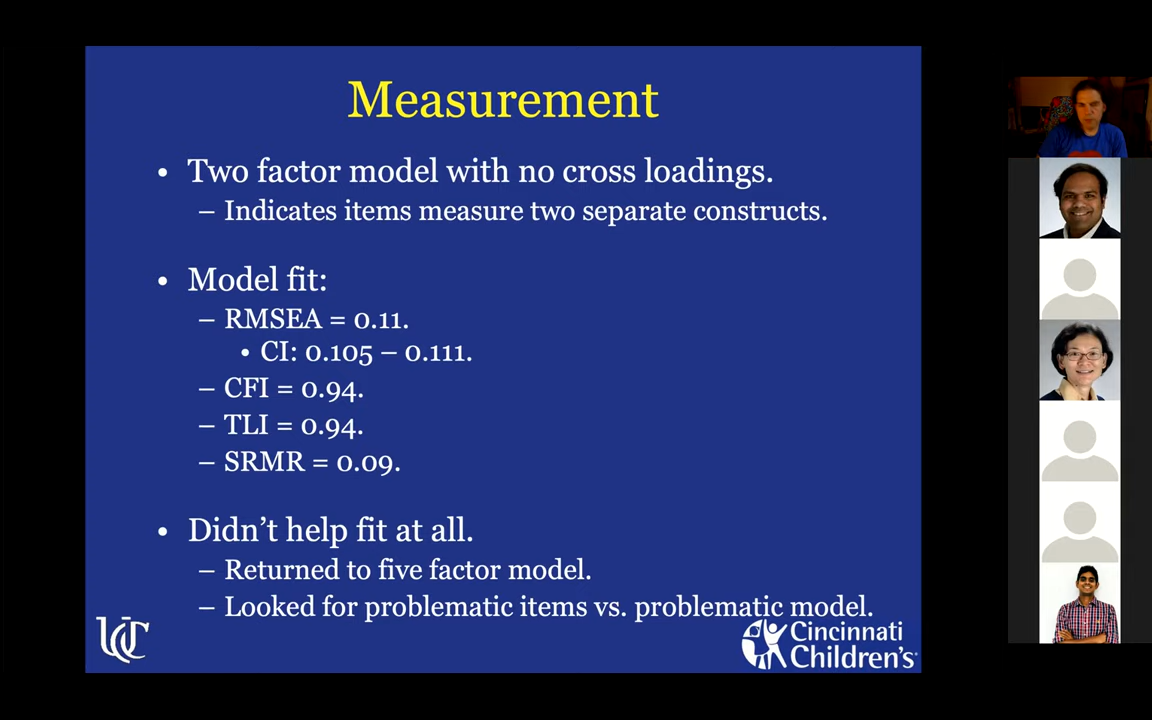 Measurement
• Two factor model with no cross loadings.
– Indicates items measure two separate constructs.
• Model fit:
– RMSEA = 0.11.
• CI: 0.105 – 0.111.
– CFI = 0.94.
– TLI = 0.94.
– SRMR = 0.09.
• Didn’t help fit at all.
– Returned to five factor model.
– Looked for problematic items vs. problematic model.
UC
Cincinnati
Children's